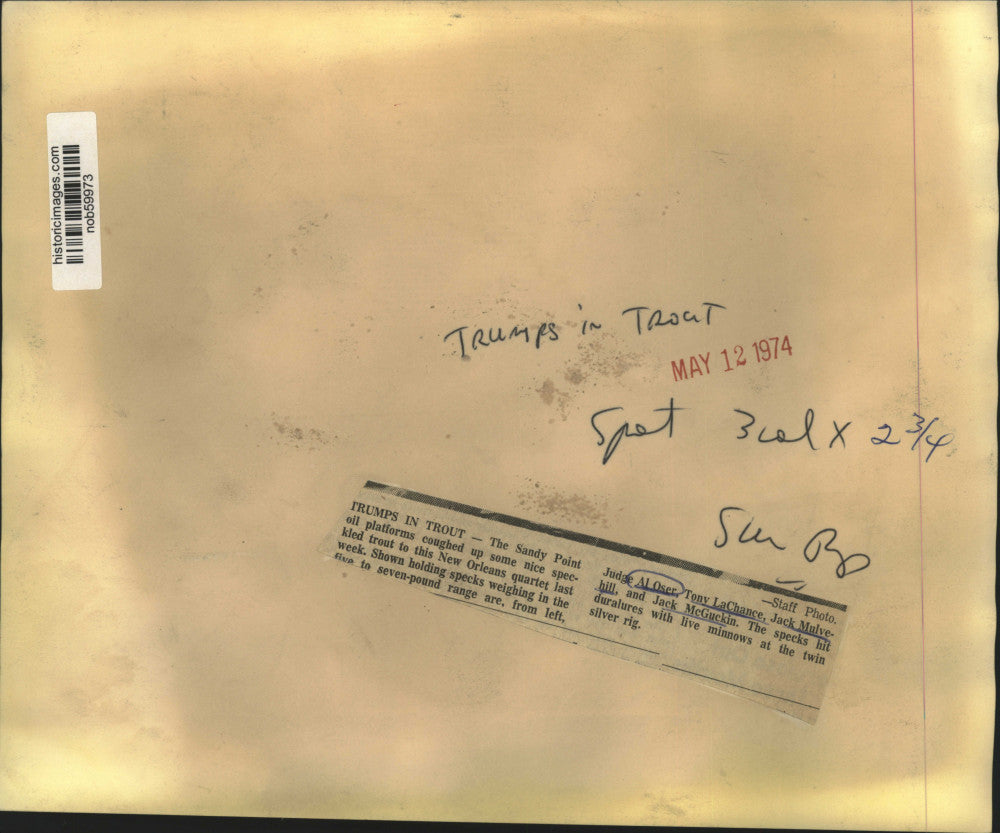 historicimages.com
nob59973
TRUMPS in TROUT
MAY 12 1974
Spot 3 col X 2 3/4
TRUMPS IN TROUT — The Sandy Point
oil platforms coughed up some nice spec-
kled trout to this New Orleans quartet last
week. Shown holding specks weighing in the
five to seven-pound range are, from left,
—Staff Photo.
Judge Al Oser, Tony LaChance, Jack Mulve-
hill, and Jack McGuckin. The specks hit
duralures with live minnows at the twin
silver rig.